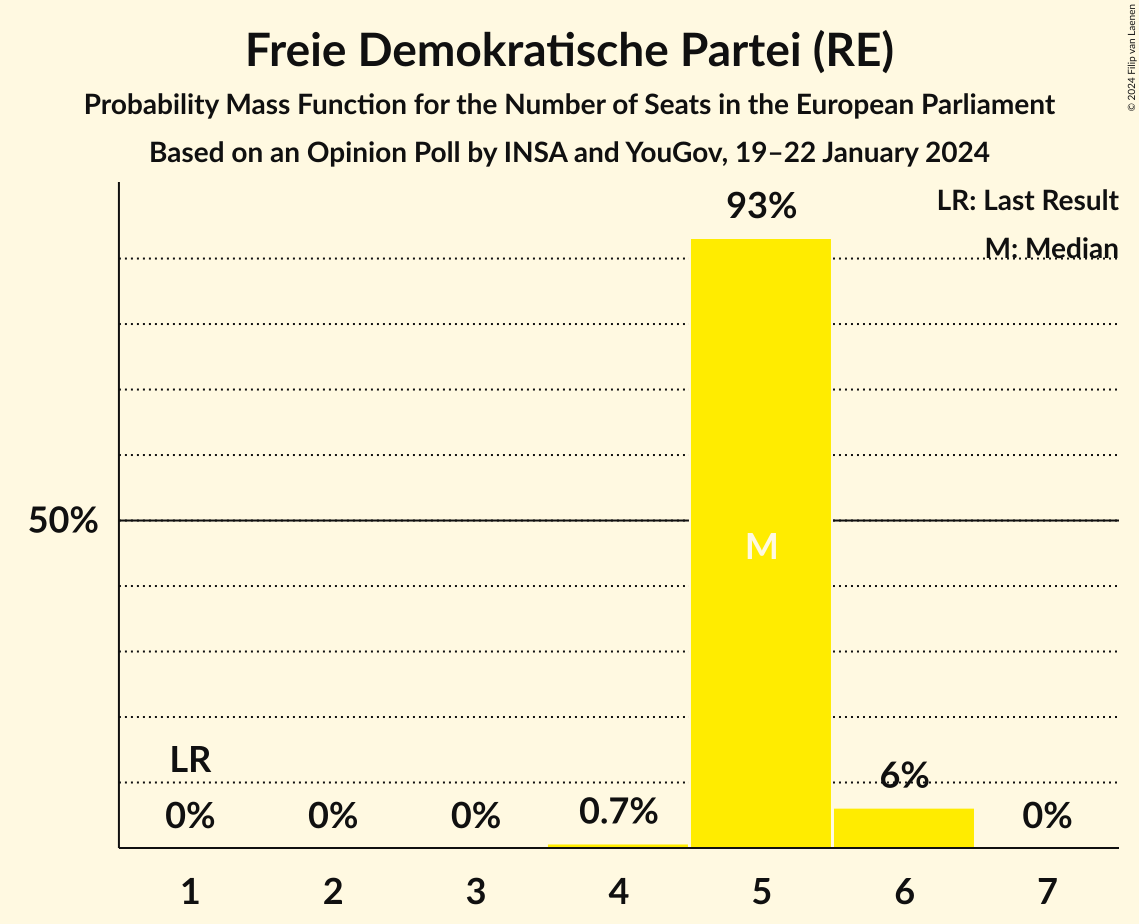 Freie Demokratische Partei (RE)
Probability Mass Function for the Number of Seats in the European Parliament
Based on an Opinion Poll by INSA and YouGov, 19–22 January 2024
© 2024 Filip van Laenen
LR: Last Result
M: Median
93%
50%
M
LR
0%
0%
0%
0.7%
6%
0%
1
2
3
4
5
6
7